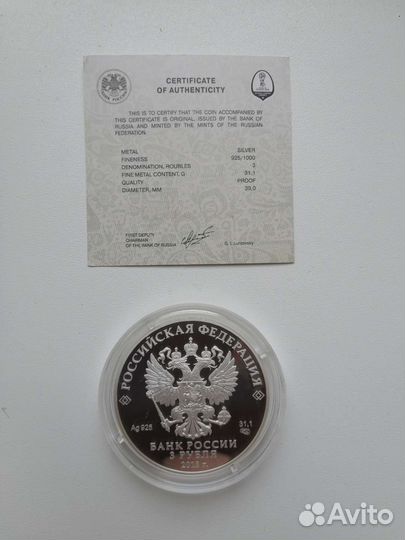 CERTIFICATE
OF AUTHENTICITY
THIS IS TO CERTIFY THAT THE COIN ACCOMPANIED BY
THIS CERTIFICATE IS ORIGINAL, ISSUED BY THE BANK OF
RUSSIA AND MINTED BY THE MINTS OF THE RUSSIAN
FEDERATION.
METAL SILVER
FINENESS 925/1000
DENOMINATION, ROUBLES 3
FINE METAL CONTENT, G 31,1
QUALITY PROOF
DIAMETER, MM 39,0
FIRST DEPUTY
CHAIRMAN
OF THE BANK OF RUSSIA
РОССИЙСКАЯ ФЕДЕРАЦИЯ
Ag 925 31,1
БАНК РОССИИ
3 РУБЛЯ
Avito